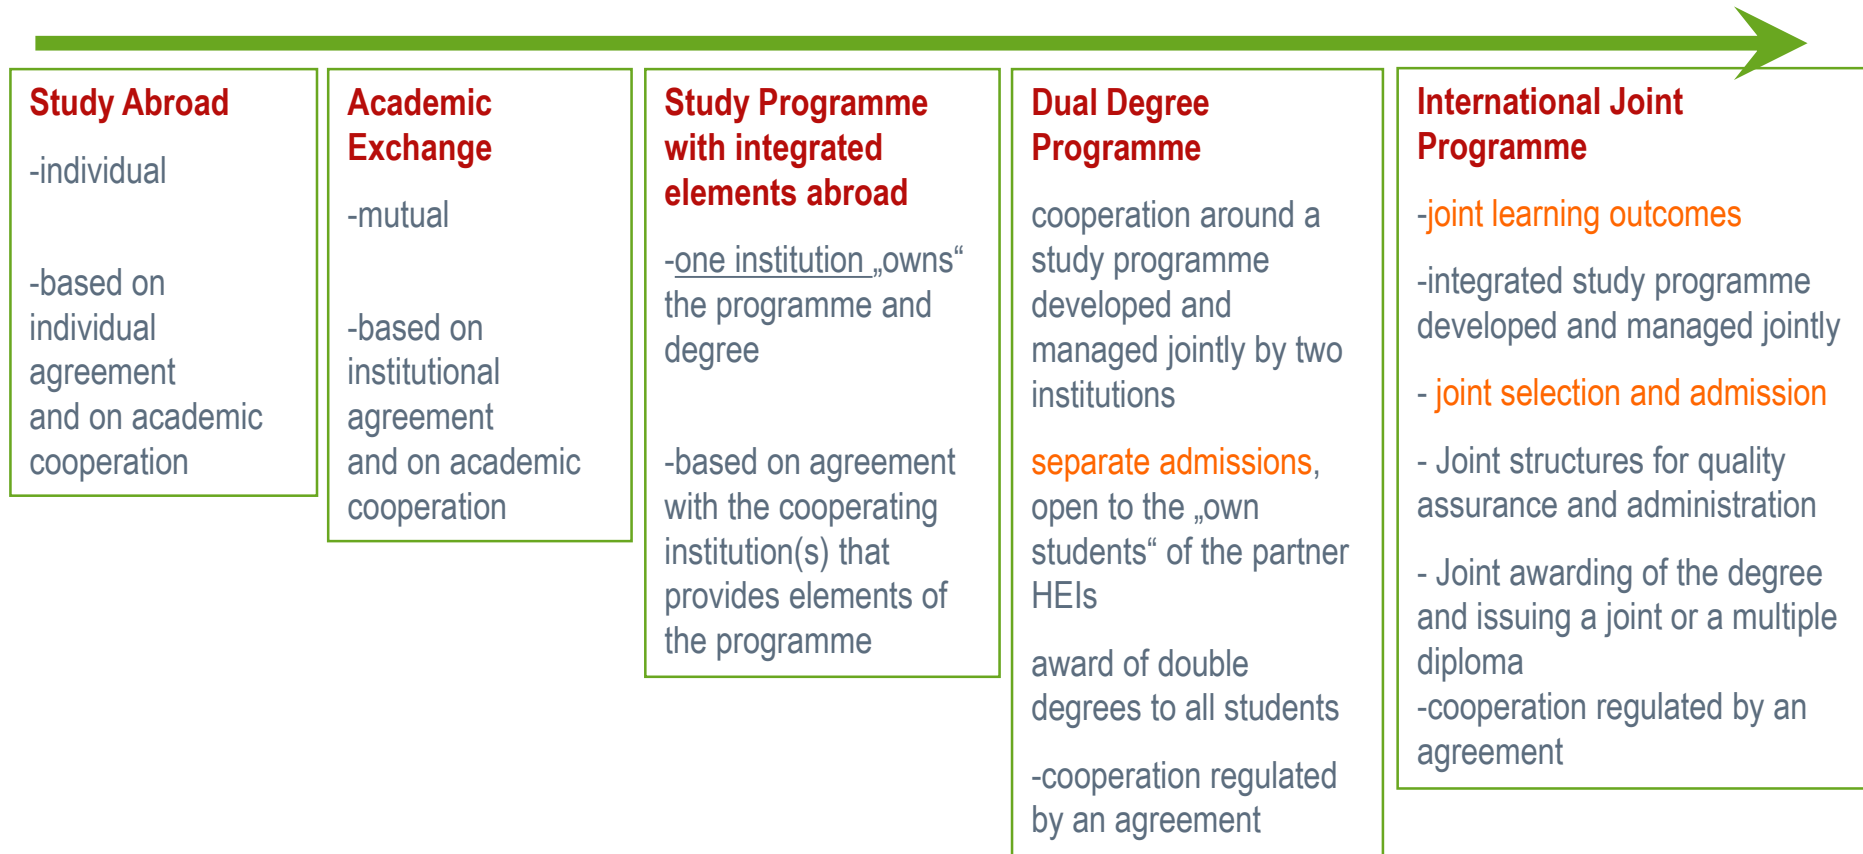 Study Abroad
-individual
-based on
individual
agreement
and on academic
cooperation
Academic
Exchange
-mutual
-based on
institutional
agreement
and on academic
cooperation
Study Programme
with integrated
elements abroad
-one institution „owns“
the programme and
degree
-based on agreement
with the cooperating
institution(s) that
provides elements of
the programme
Dual Degree
Programme
cooperation around a
study programme
developed and
managed jointly by two
institutions
separate admissions,
open to the „own
students“ of the partner
HEIs
award of double
degrees to all students
-cooperation regulated
by an agreement
International Joint
Programme
-joint learning outcomes
-integrated study programme
developed and managed jointly
- joint selection and admission
- Joint structures for quality
assurance and administration
- Joint awarding of the degree
and issuing a joint or a multiple
diploma
-cooperation regulated by an
agreement